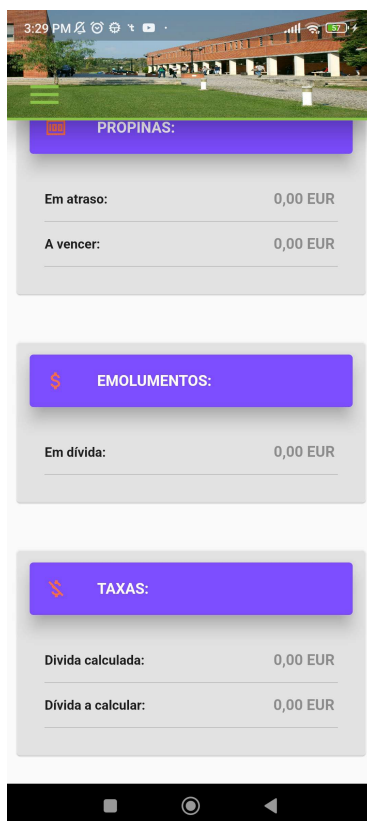 3:29 PM
57
PROPINAS:
Em atraso: 0,00 EUR
A vencer: 0,00 EUR
EMOLUMENTOS:
Em dívida: 0,00 EUR
TAXAS:
Divida calculada: 0,00 EUR
Dívida a calcular: 0,00 EUR